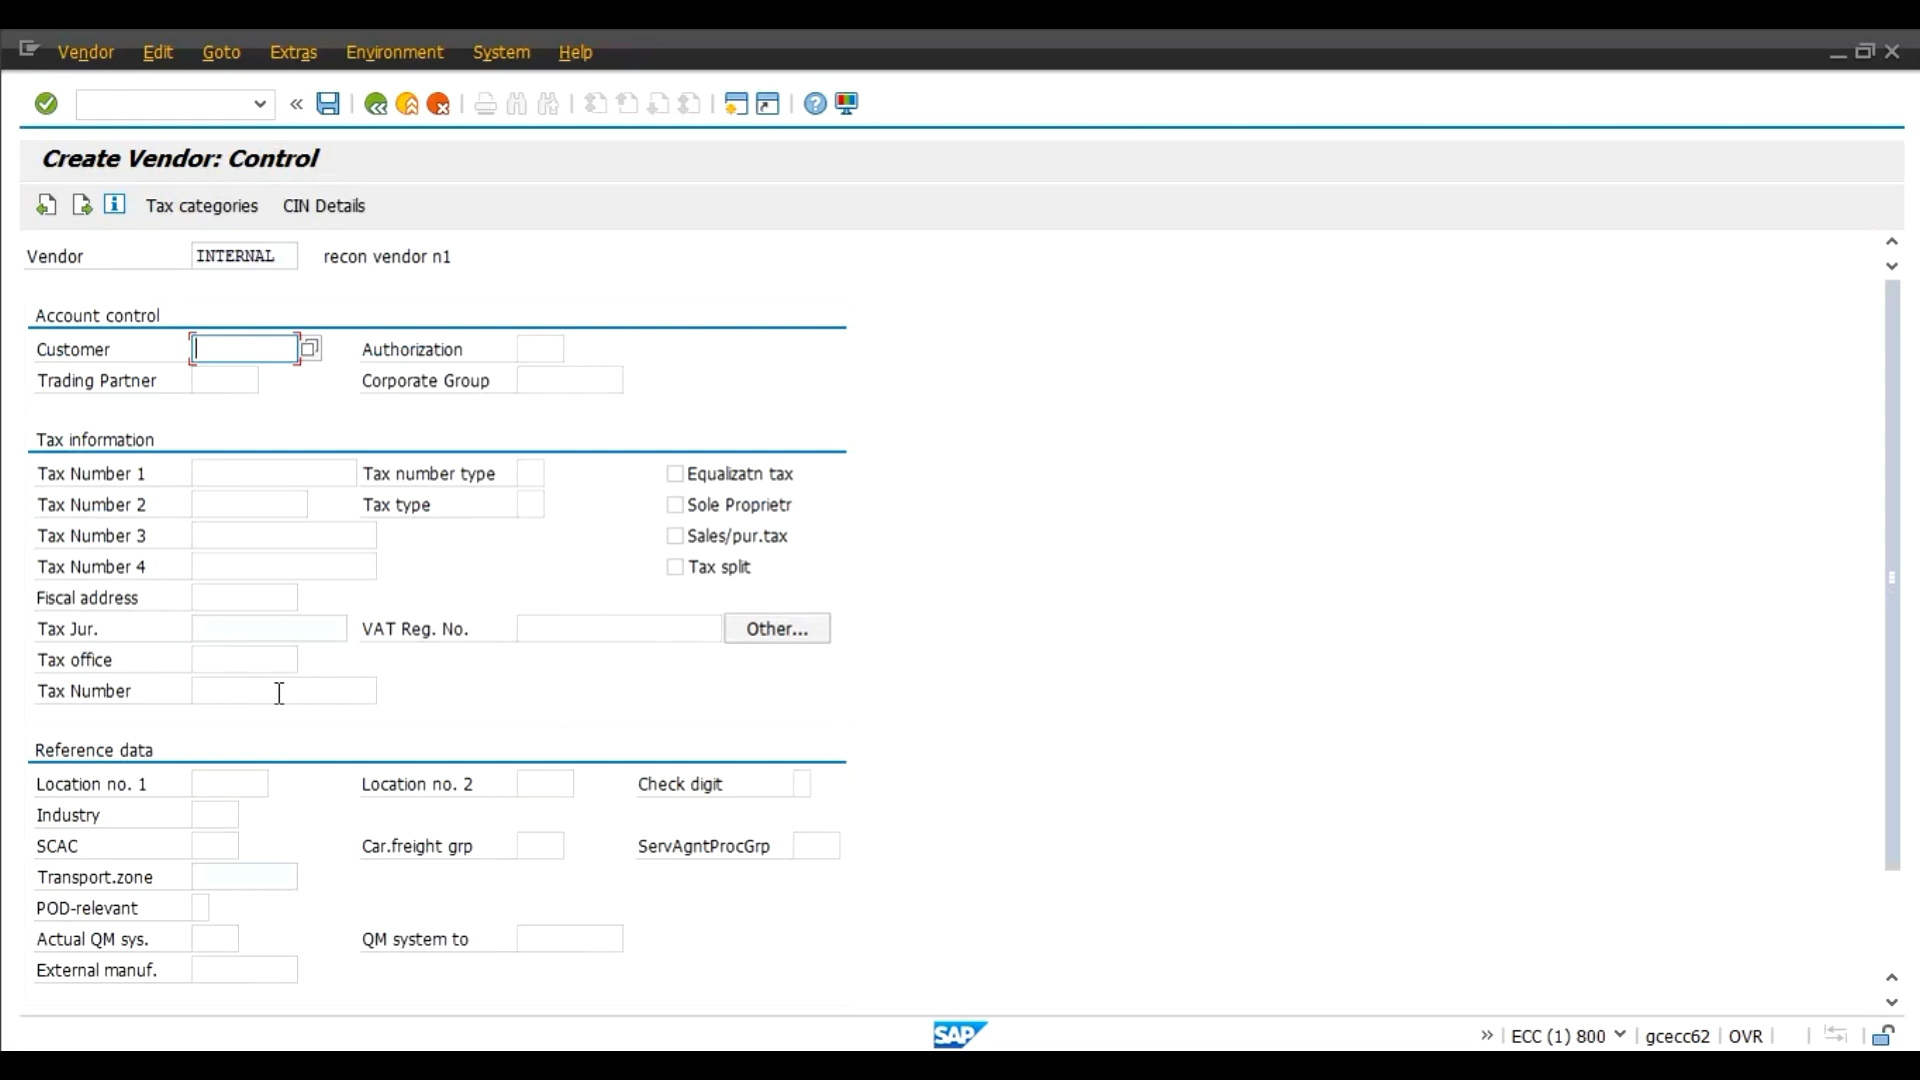 Vendor Edit Goto Extras Environment System Help
Create Vendor: Control
Tax categories CIN Details
Vendor INTERNAL recon vendor n1
Account control
Customer Authorization
Trading Partner Corporate Group
Tax information
Tax Number 1 Tax number type Equalizatn tax
Tax Number 2 Tax type Sole Proprietr
Tax Number 3 Sales/pur.tax
Tax Number 4 Tax split
Fiscal address
Tax Jur. VAT Reg. No. Other...
Tax office
Tax Number
Reference data
Location no. 1 Location no. 2 Check digit
Industry
SCAC Car.freight grp ServAgntProcGrp
Transport.zone
POD-relevant
Actual QM sys. QM system to
External manuf.
SAP ECC (1) 800 gcecc62 OVR